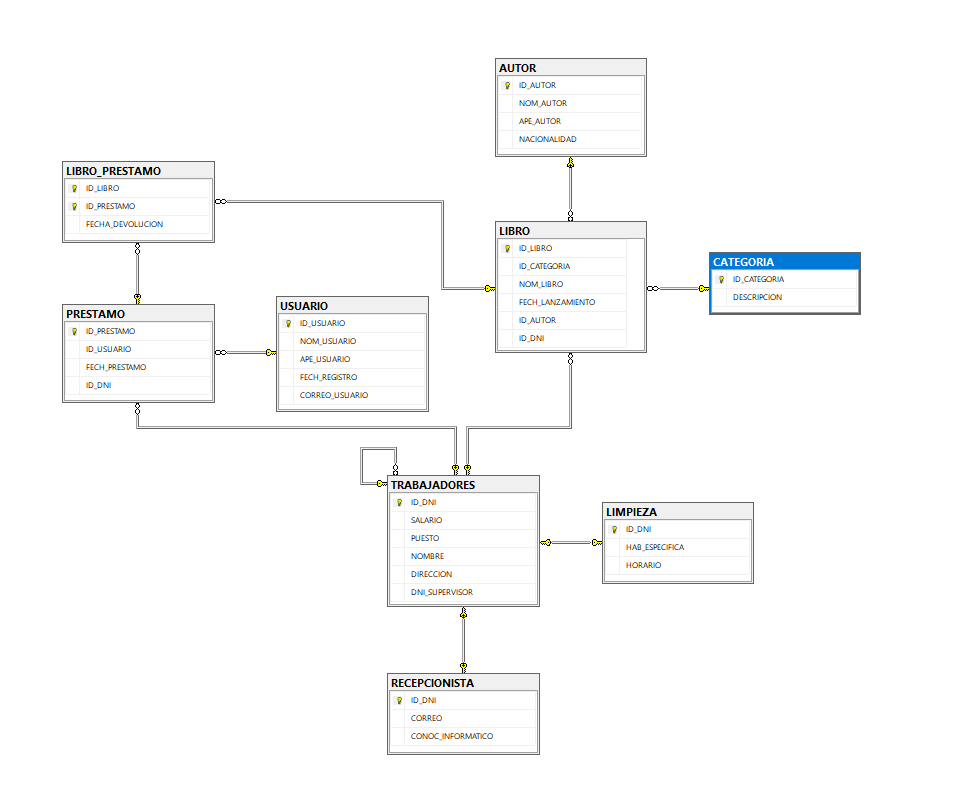 AUTOR
ID_AUTOR
NOM_AUTOR
APE_AUTOR
NACIONALIDAD
LIBRO_PRESTAMO
ID_LIBRO
ID_PRESTAMO
FECHA_DEVOLUCION
LIBRO
ID_LIBRO
ID_CATEGORIA
NOM_LIBRO
FECH_LANZAMIENTO
ID_AUTOR
ID_DNI
CATEGORIA
ID_CATEGORIA
DESCRIPCION
PRESTAMO
ID_PRESTAMO
ID_USUARIO
FECH_PRESTAMO
ID_DNI
USUARIO
ID_USUARIO
NOM_USUARIO
APE_USUARIO
FECH_REGISTRO
CORREO_USUARIO
TRABAJADORES
ID_DNI
SALARIO
PUESTO
NOMBRE
DIRECCION
DNI_SUPERVISOR
LIMPIEZA
ID_DNI
HAB_ESPECIFICA
HORARIO
RECEPCIONISTA
ID_DNI
CORREO
CONOC_INFORMATICO